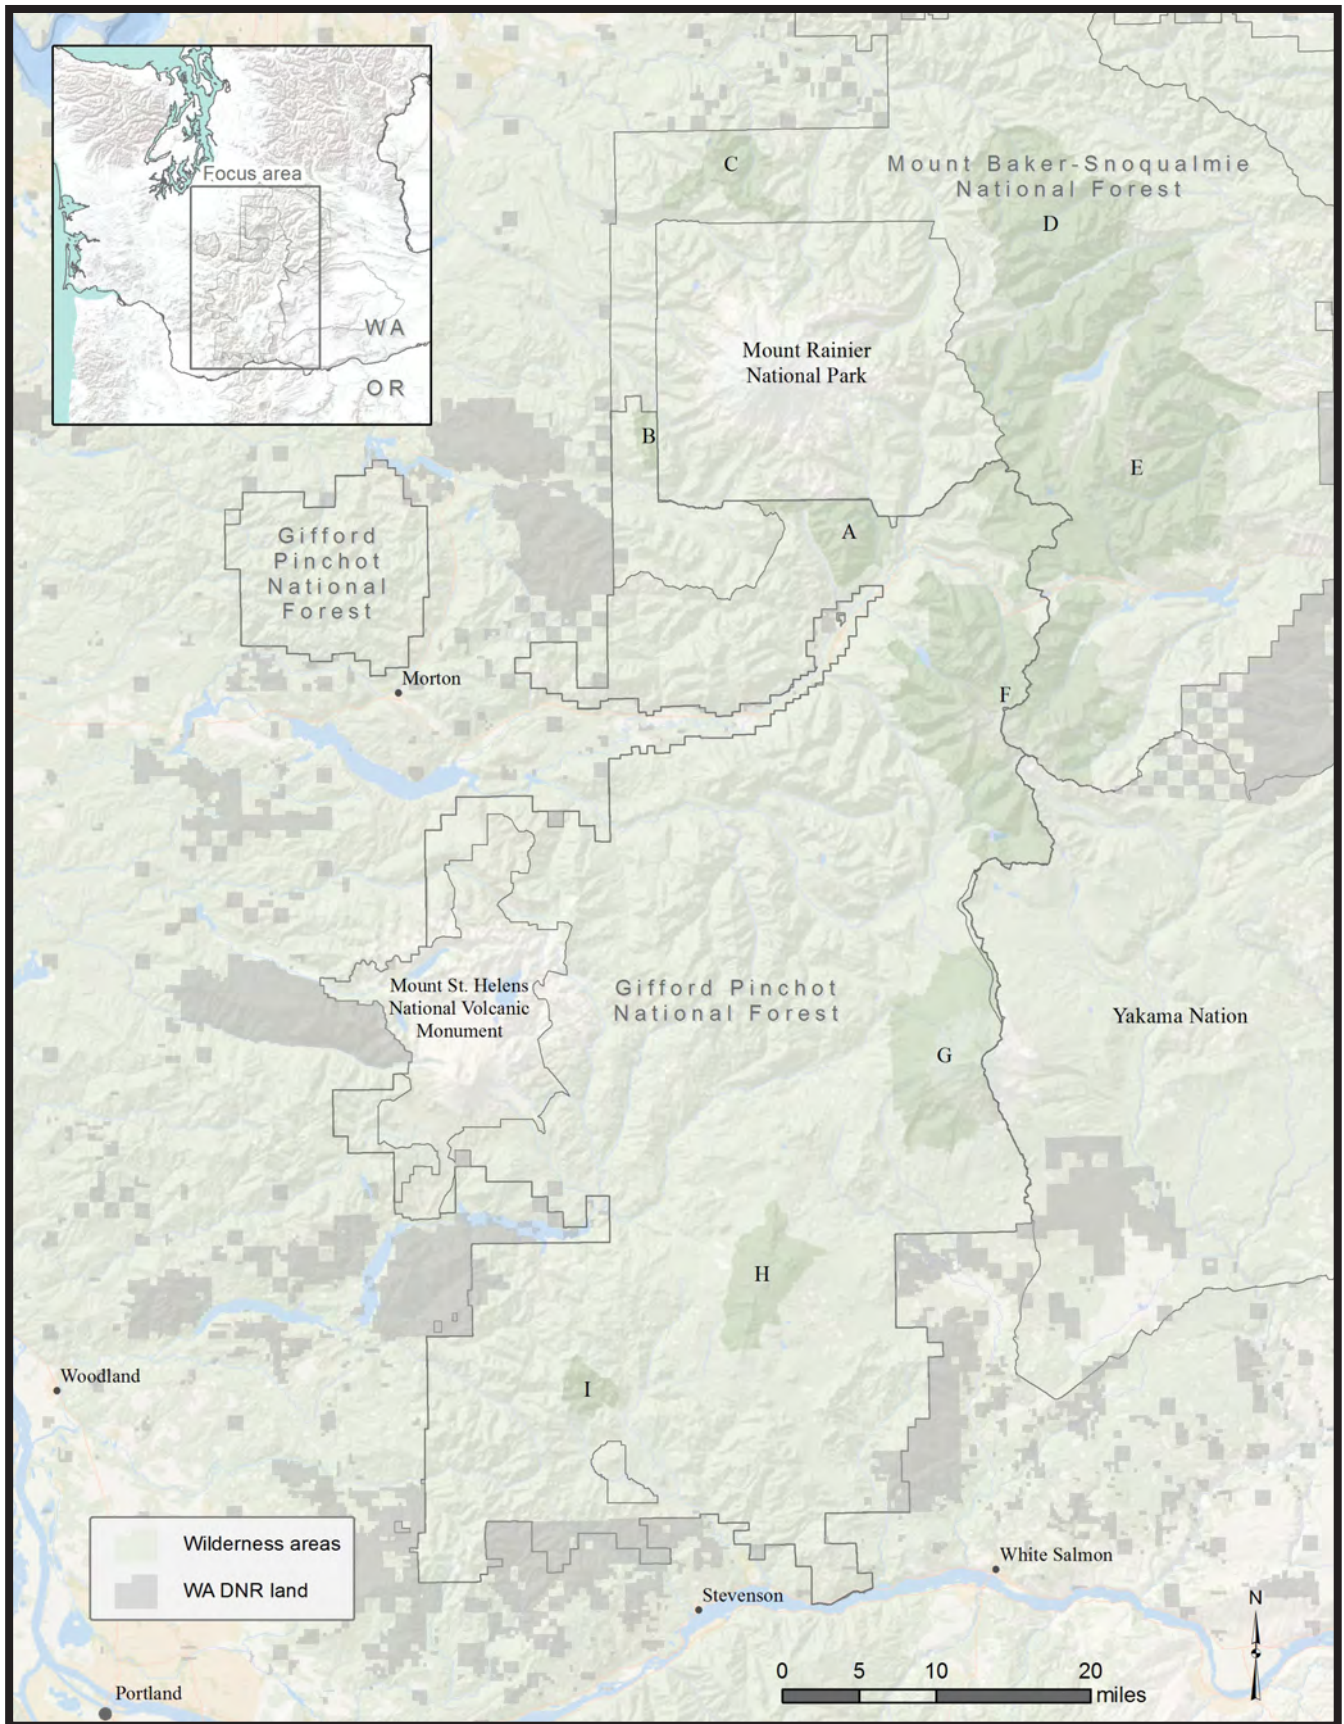 Focus area
WA
OR
C
Mount Baker-Snoqualmie
National Forest
D
Mount Rainier
National Park
B
E
A
Gifford
Pinchot
National
Forest
Morton
F
Mount St. Helens
National Volcanic
Monument
Gifford Pinchot
National Forest
Yakama Nation
G
H
I
Woodland
Wilderness areas
WA DNR land
White Salmon
Stevenson
N
0 5 10 20
miles
Portland